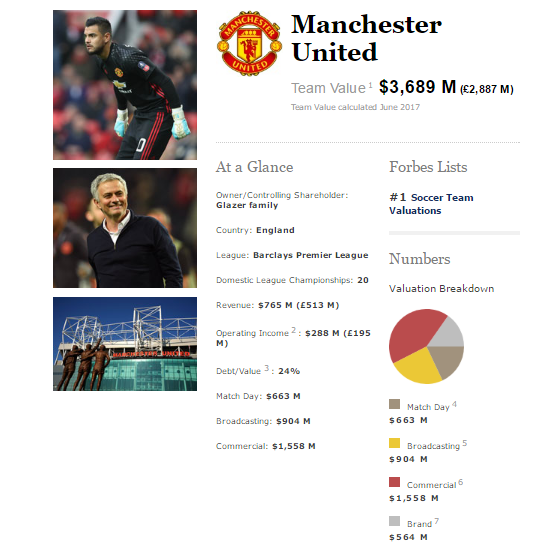 MANCHESTER
UNITED
Manchester
United
Team Value 1 $3,689 M (£2,887 M)
Team Value calculated June 2017
At a Glance
Owner/Controlling Shareholder:
Glazer family
Country: England
League: Barclays Premier League
Domestic League Championships: 20
Revenue: $765 M (£513 M)
Operating Income 2 : $288 M (£195
M)
Debt/Value 3 : 24%
Match Day: $663 M
Broadcasting: $904 M
Commercial: $1,558 M
Forbes Lists
#1 Soccer Team
Valuations
Numbers
Valuation Breakdown
Match Day 4
$663 M
Broadcasting 5
$904 M
Commercial 6
$1,558 M
Brand 7
$564 M